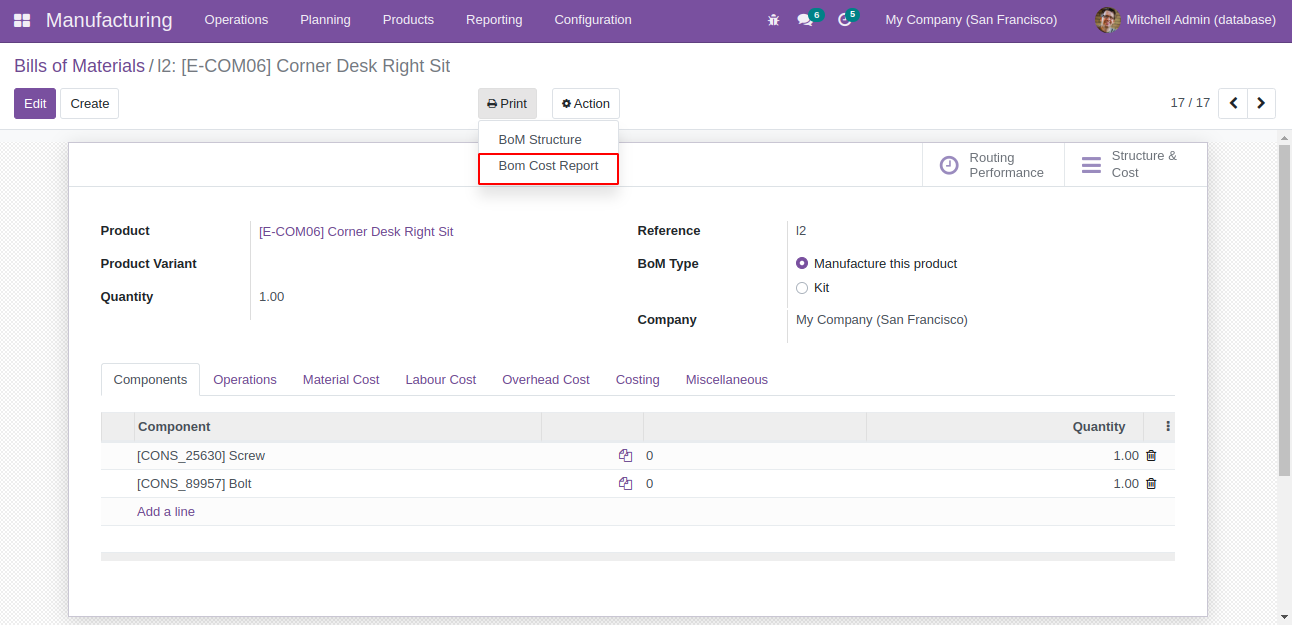 Manufacturing Operations Planning Products Reporting Configuration 6 5 My Company (San Francisco) Mitchell Admin (database)
Bills of Materials / l2: [E-COM06] Corner Desk Right Sit
Edit Create Print Action 17 / 17
BoM Structure
Bom Cost Report
Routing Performance
Structure & Cost
Product [E-COM06] Corner Desk Right Sit Reference l2
Product Variant BoM Type Manufacture this product
Kit
Quantity 1.00
Company My Company (San Francisco)
Components Operations Material Cost Labour Cost Overhead Cost Costing Miscellaneous
Component Quantity
[CONS_25630] Screw 0 1.00
[CONS_89957] Bolt 0 1.00
Add a line